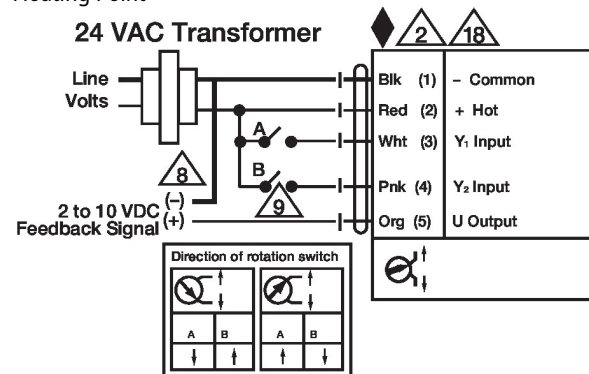 Heating Point
24 VAC Transformer
2
18
Line
Volts
Blk (1) – Common
Red (2) + Hot
A
Wht (3) Y₁ Input
B
Pnk (4) Y₂ Input
8
9
2 to 10 VDC (–)
Feedback Signal (+)
Org (5) U Output
Direction of rotation switch
A B A B